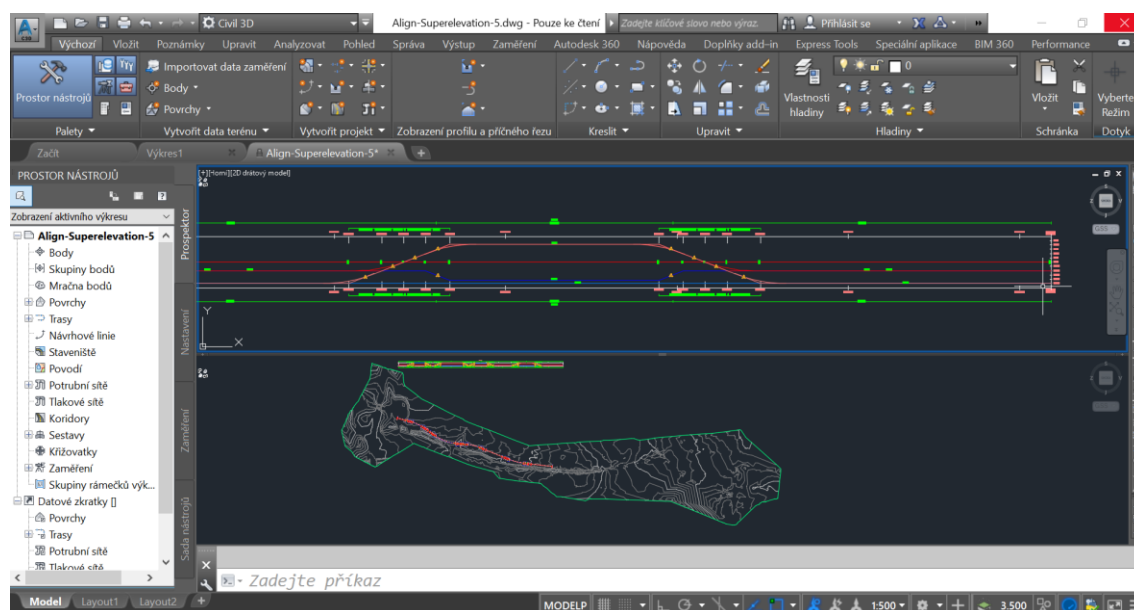 Civil 3D
Align-Superelevation-5.dwg - Pouze ke čtení
Zadejte klíčové slovo nebo výraz.
Přihlásit se
Výchozí Vložit Poznámky Upravit Analyzovat Pohled Správa Výstup Zaměření Autodesk 360 Nápověda Doplňky add-in Express Tools Speciální aplikace BIM 360 Performance
Prostor nástrojů
Importovat data zaměření
Body
Povrchy
Vlastnosti hladiny
0
Vložit
Vyberte Režim
Palety Vytvořit data terénu Vytvořit projekt Zobrazení profilu a příčného řezu Kreslit Upravit Hladiny Schránka Dotyk
Začít Výkres1 Align-Superelevation-5*
PROSTOR NÁSTROJŮ
Zobrazení aktivního výkresu
Align-Superelevation-5
Body
Skupiny bodů
Mračna bodů
Povrchy
Trasy
Návrhové linie
Staveniště
Povodí
Potrubní sítě
Tlakové sítě
Koridory
Sestavy
Křižovatky
Zaměření
Skupiny rámečků výk...
Datové zkratky []
Povrchy
Trasy
Potrubní sítě
Tlakové sítě
Prospektor
Nastavení
Zaměření
Sada nástrojů
[+][Horní][2D drátový model]
Y
X
Zadejte příkaz
Model Layout1 Layout2 +
MODELP 1:500 3.500